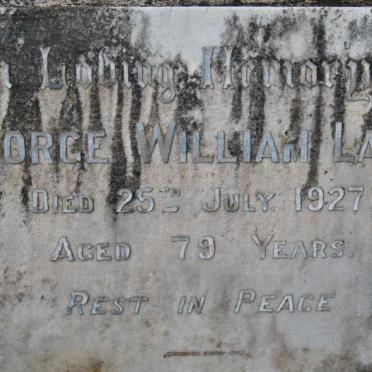 n Loving Memory
ORGE WILLIAM LA
DIED 25TH JULY. 1927
AGED 79 YEARS.
REST IN PEACE